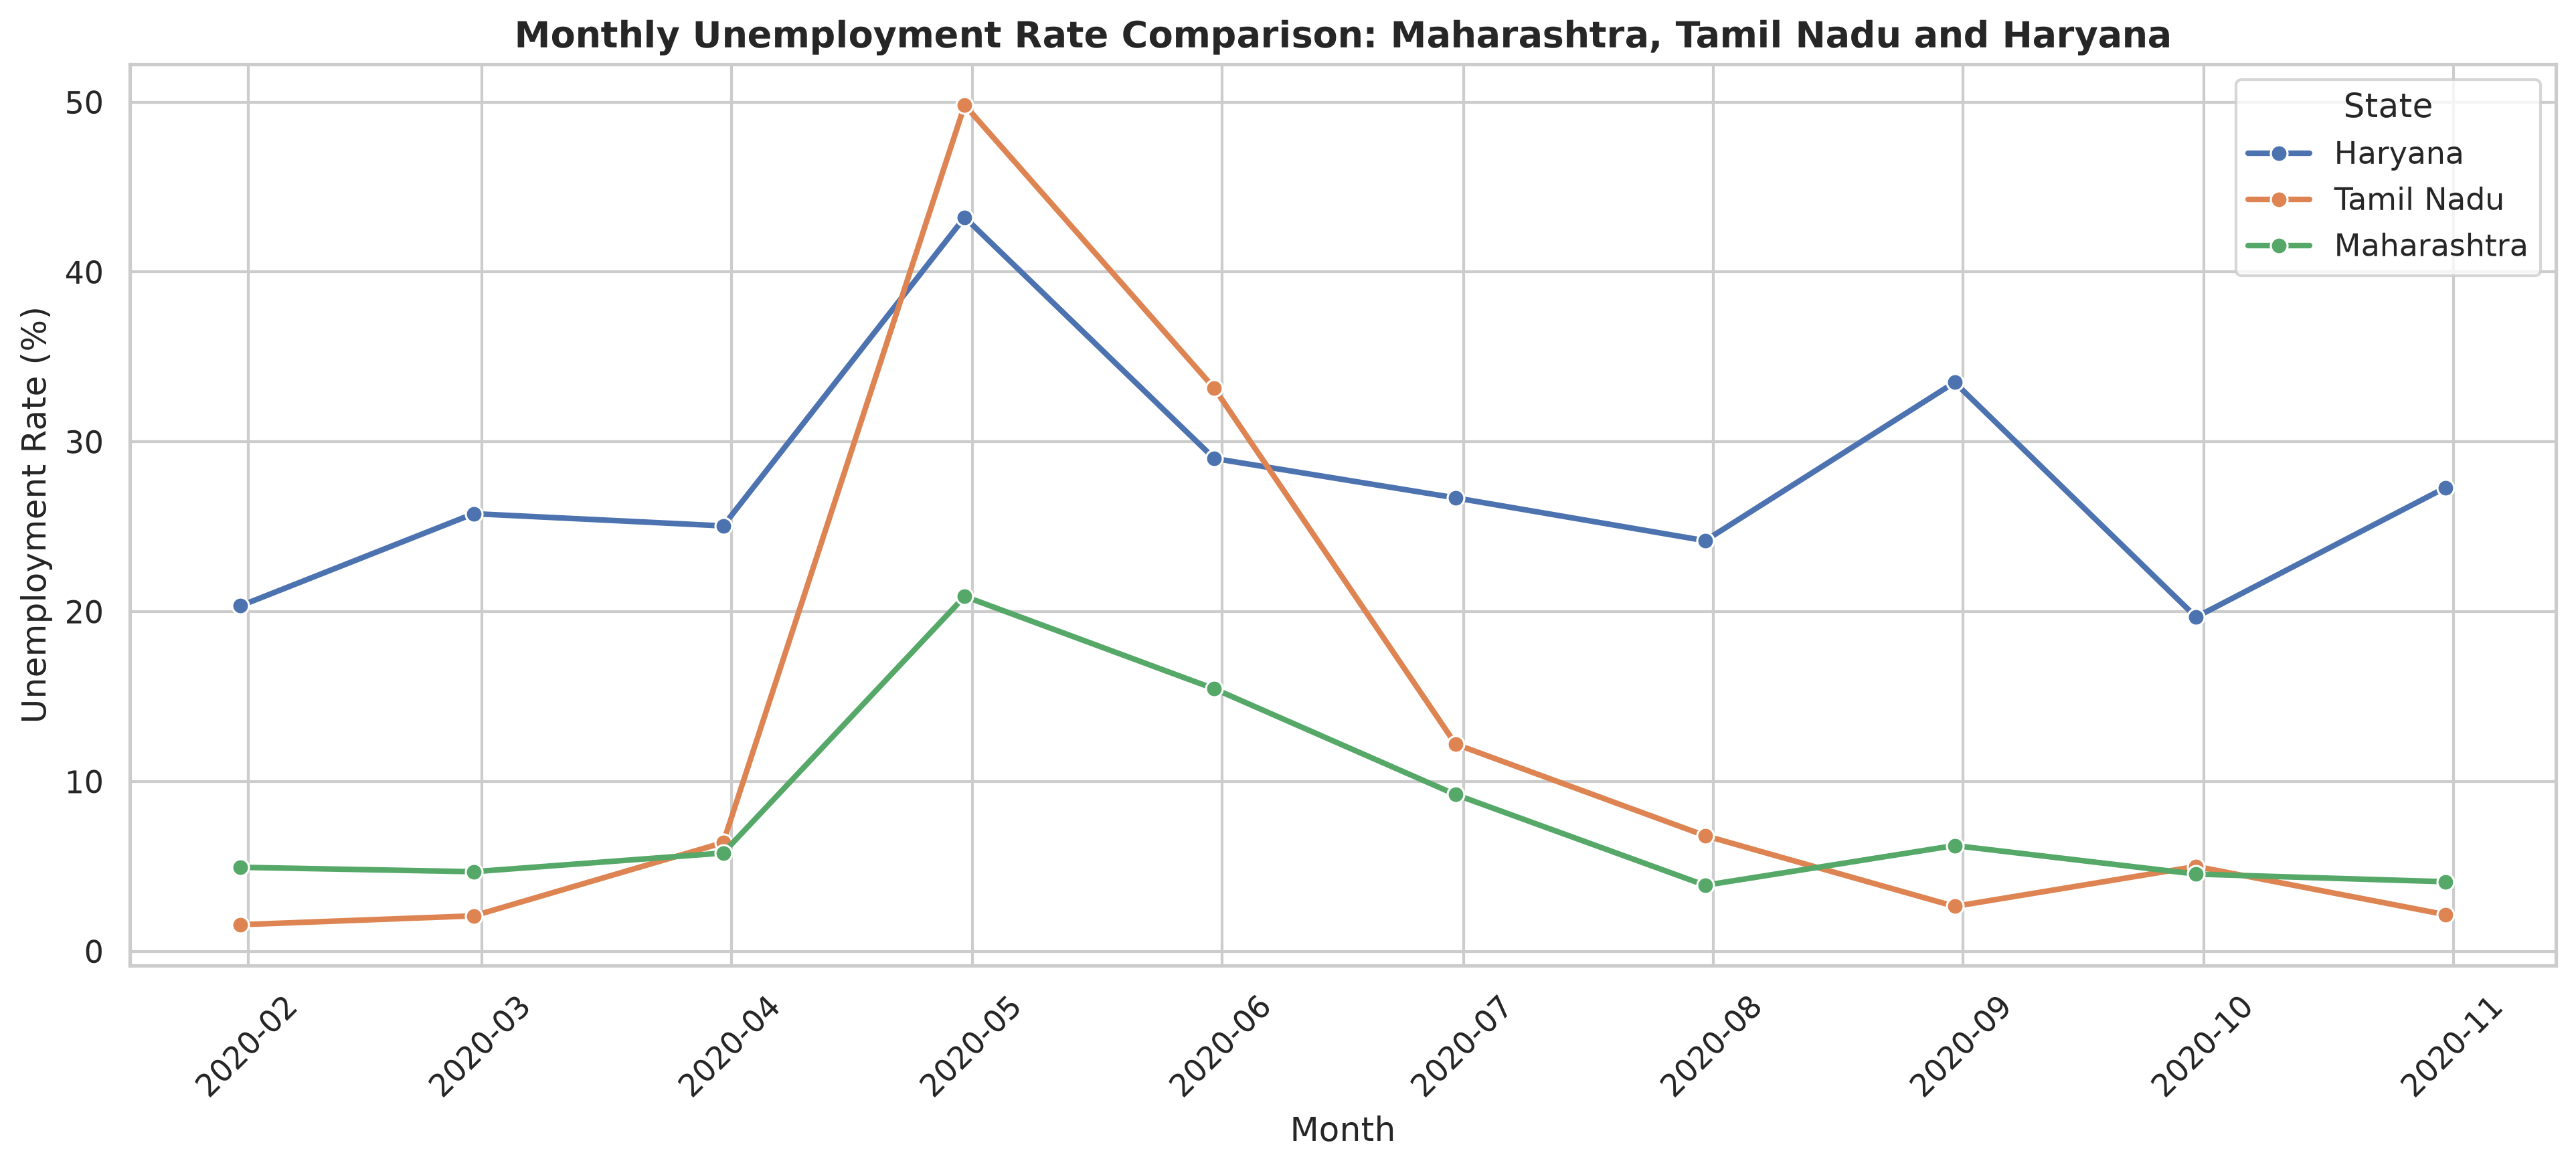 Monthly Unemployment Rate Comparison: Maharashtra, Tamil Nadu and Haryana
State
Haryana
Tamil Nadu
Maharashtra
Unemployment Rate (%)
50
40
30
20
10
0
2020-02
2020-03
2020-04
2020-05
2020-06
2020-07
2020-08
2020-09
2020-10
2020-11
Month